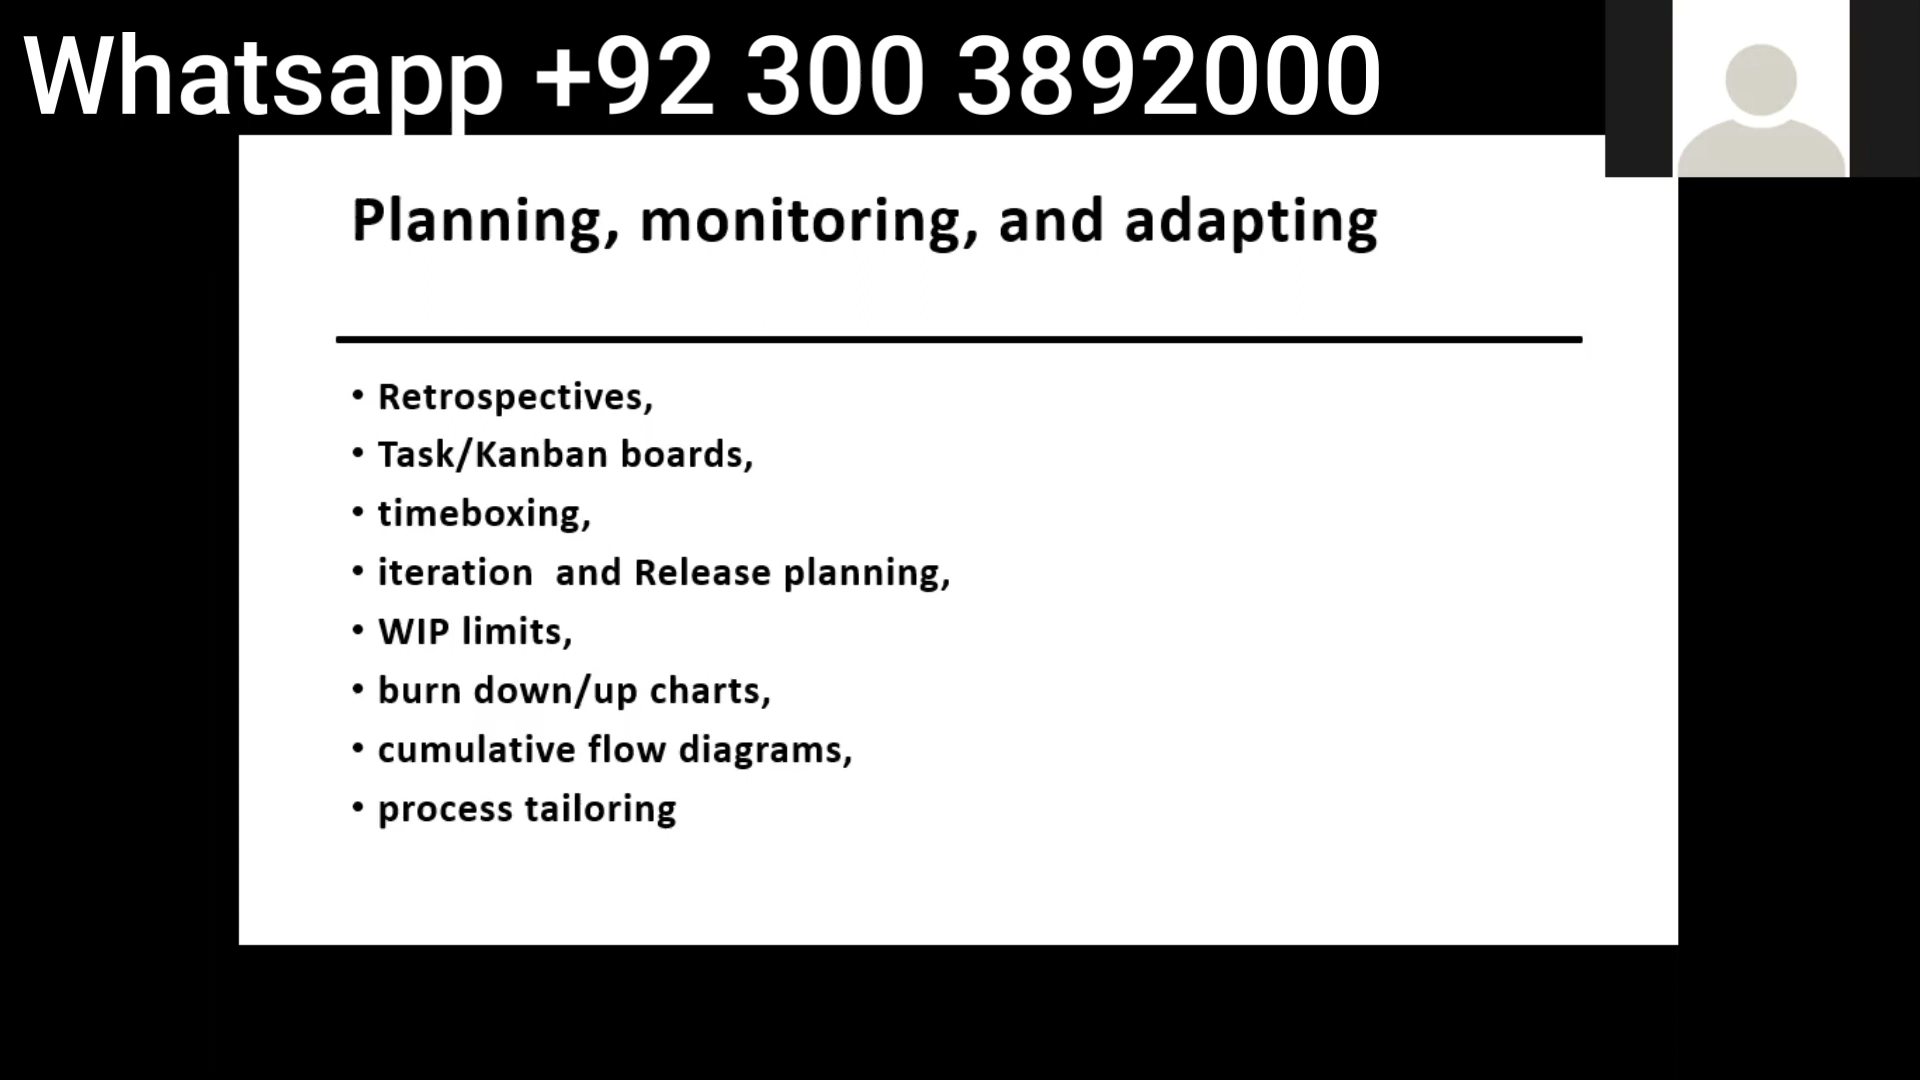 Whatsapp +92 300 3892000
Planning, monitoring, and adapting
• Retrospectives,
• Task/Kanban boards,
• timeboxing,
• iteration  and Release planning,
• WIP limits,
• burn down/up charts,
• cumulative flow diagrams,
• process tailoring